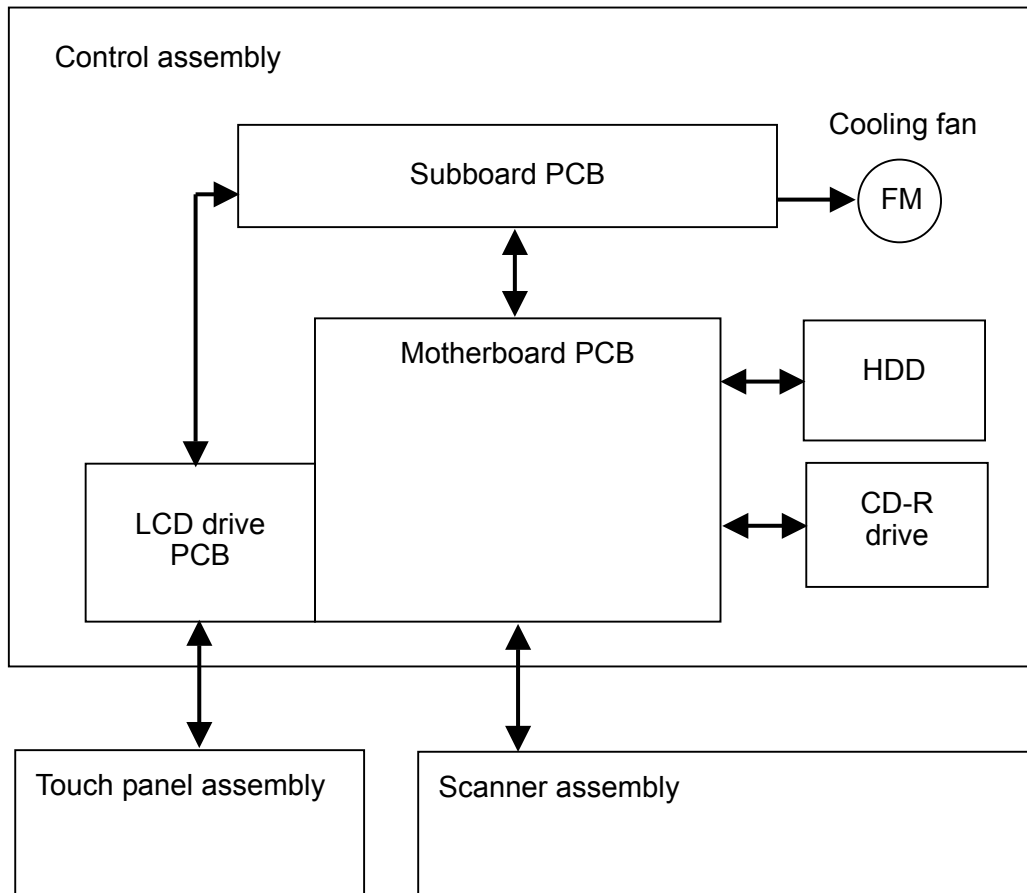 Control assembly
Cooling fan
Subboard PCB
FM
Motherboard PCB
HDD
LCD drive
PCB
CD-R
drive
Touch panel assembly
Scanner assembly